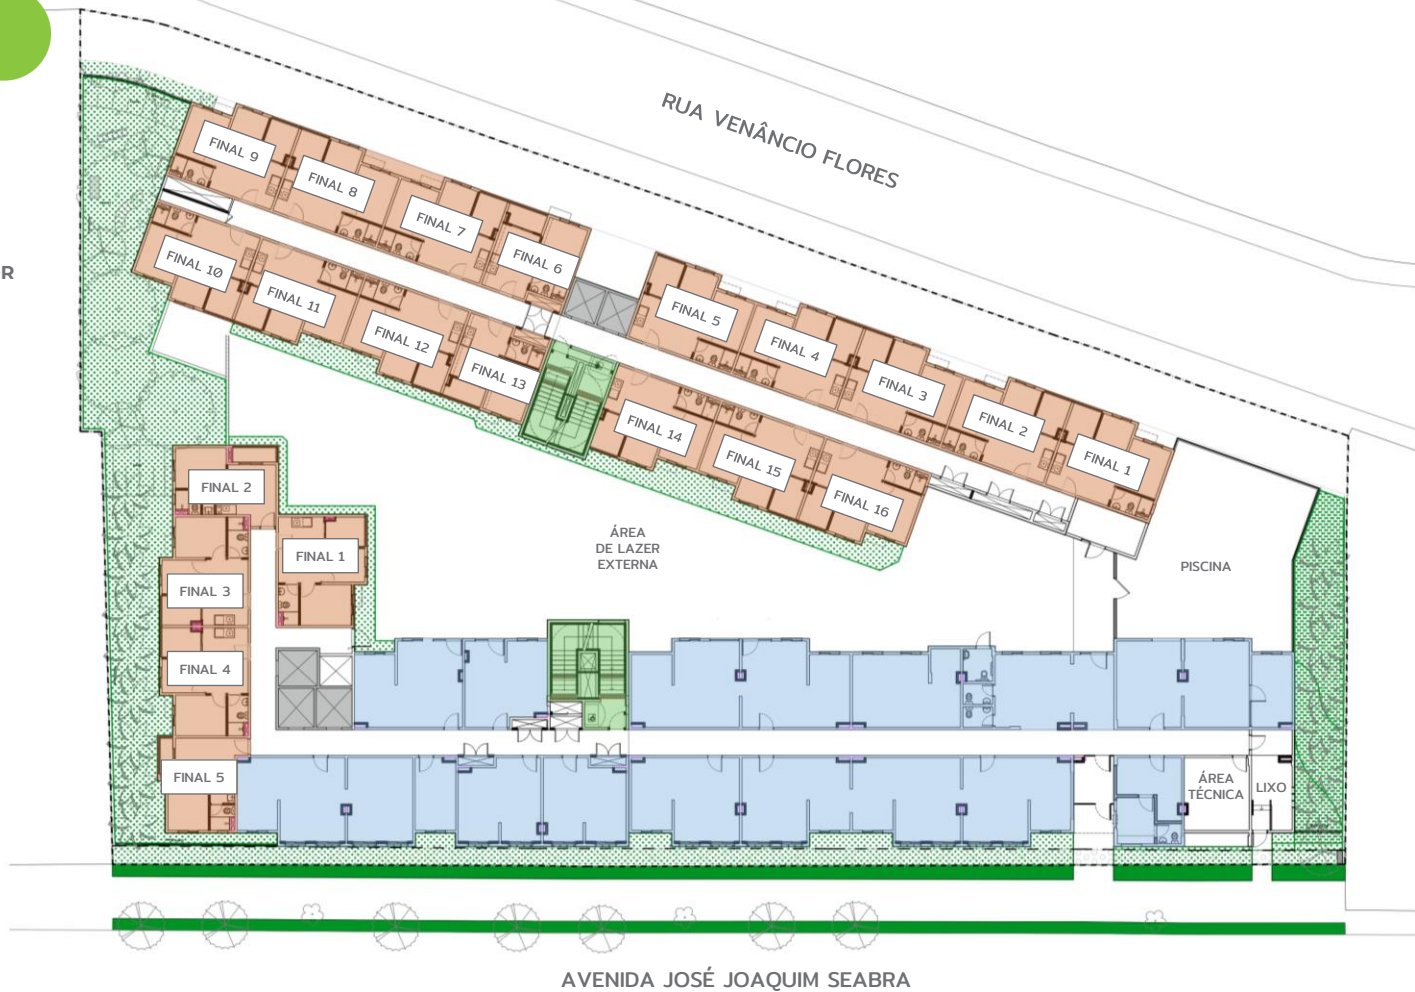 RUA VENÂNCIO FLORES
R
FINAL 9
FINAL 8
FINAL 7
FINAL 6
FINAL 5
FINAL 4
FINAL 3
FINAL 2
FINAL 1
FINAL 10
FINAL 11
FINAL 12
FINAL 13
FINAL 14
FINAL 15
FINAL 16
FINAL 2
FINAL 1
FINAL 3
FINAL 4
FINAL 5
ÁREA
DE LAZER
EXTERNA
PISCINA
ÁREA
TÉCNICA
LIXO
AVENIDA JOSÉ JOAQUIM SEABRA